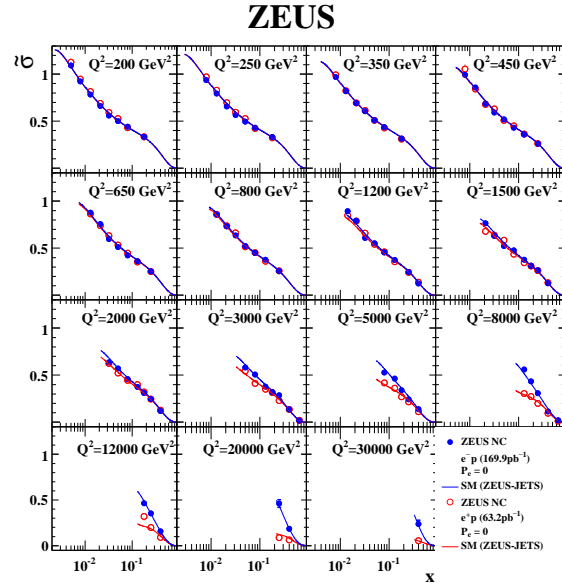 ZEUS
σ̃
Q²=200 GeV² Q²=250 GeV² Q²=350 GeV² Q²=450 GeV²
1
0.5
Q²=650 GeV² Q²=800 GeV² Q²=1200 GeV² Q²=1500 GeV²
1
0.5
0
Q²=2000 GeV² Q²=3000 GeV² Q²=5000 GeV² Q²=8000 GeV²
1
0.5
Q²=12000 GeV² Q²=20000 GeV² Q²=30000 GeV²
1
0.5
0
10⁻² 10⁻¹ 10⁻² 10⁻¹ 10⁻² 10⁻¹
x
ZEUS NC
e⁻p (169.9pb⁻¹)
Pₑ = 0
SM (ZEUS-JETS)
ZEUS NC
e⁺p (63.2pb⁻¹)
Pₑ = 0
SM (ZEUS-JETS)